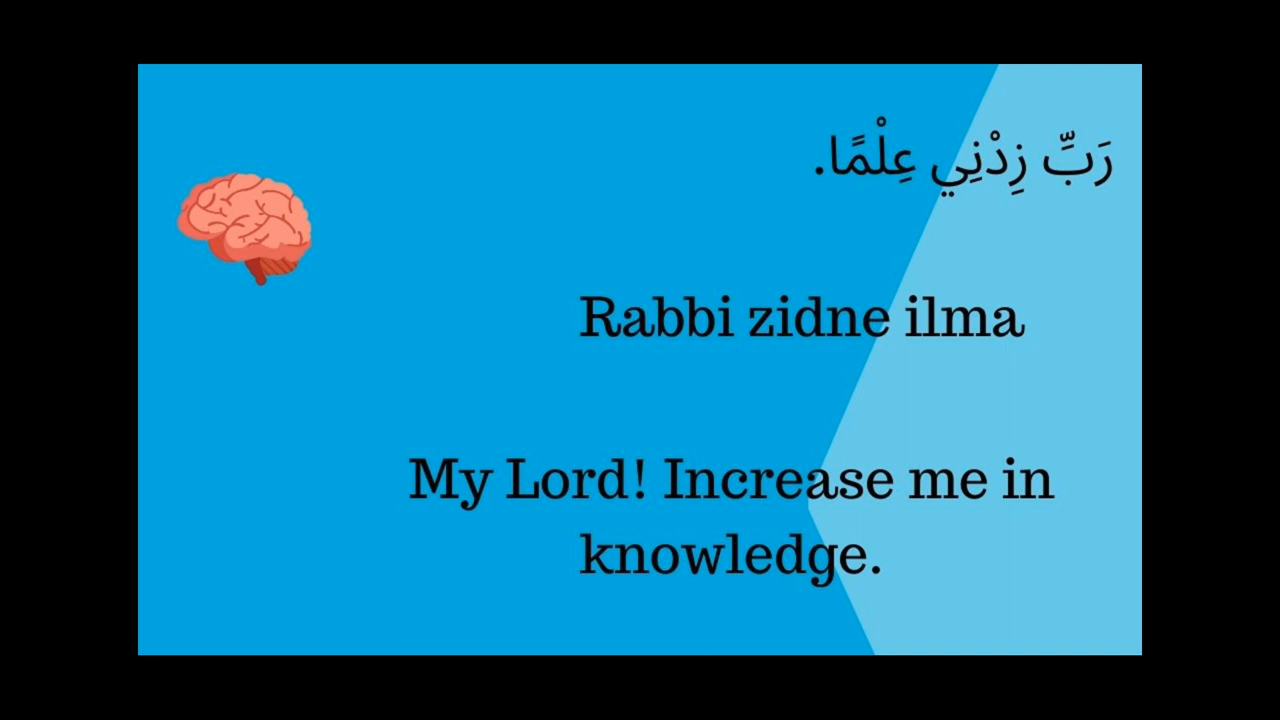 رَبِّ زِدْنِي عِلْمًا.
Rabbi zidne ilma
My Lord! Increase me in
knowledge.